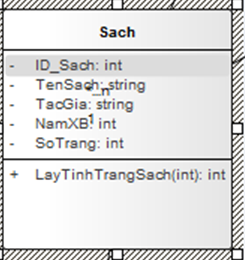 Sach
- ID_Sach: int
- TenSach: string
- TacGia: string
- NamXB: int
- SoTrang: int
+ LayTinhTrangSach(int): int